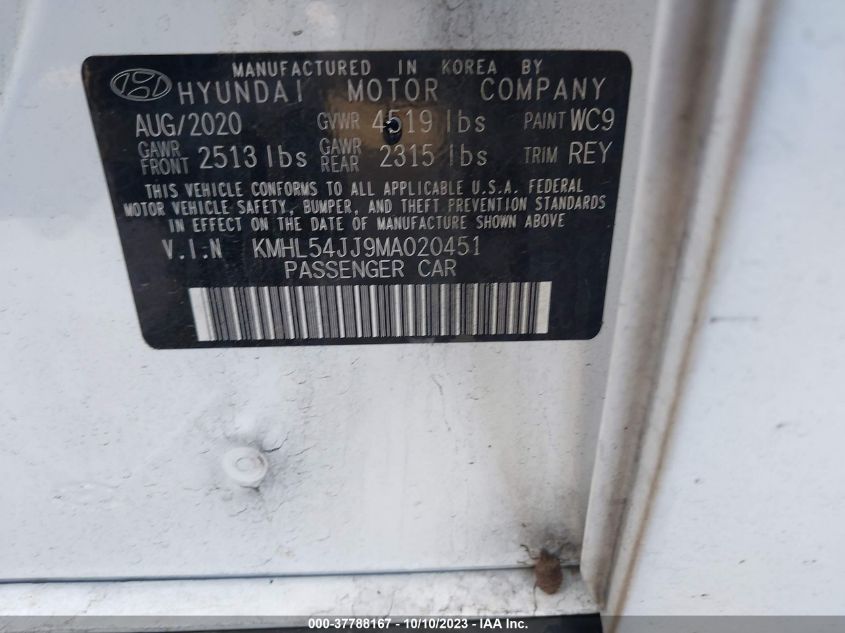 MANUFACTURED IN KOREA BY
HYUNDAI MOTOR COMPANY
AUG/2020 GVWR 4519 lbs PAINT WC9
GAWR FRONT 2513 lbs GAWR REAR 2315 lbs TRIM REY
THIS VEHICLE CONFORMS TO ALL APPLICABLE U.S.A. FEDERAL
MOTOR VEHICLE SAFETY, BUMPER, AND THEFT PREVENTION STANDARDS
IN EFFECT ON THE DATE OF MANUFACTURE SHOWN ABOVE
V.I.N KMHL54JJ9MA020451
PASSENGER CAR
000-37788167 - 10/10/2023 - IAA Inc.